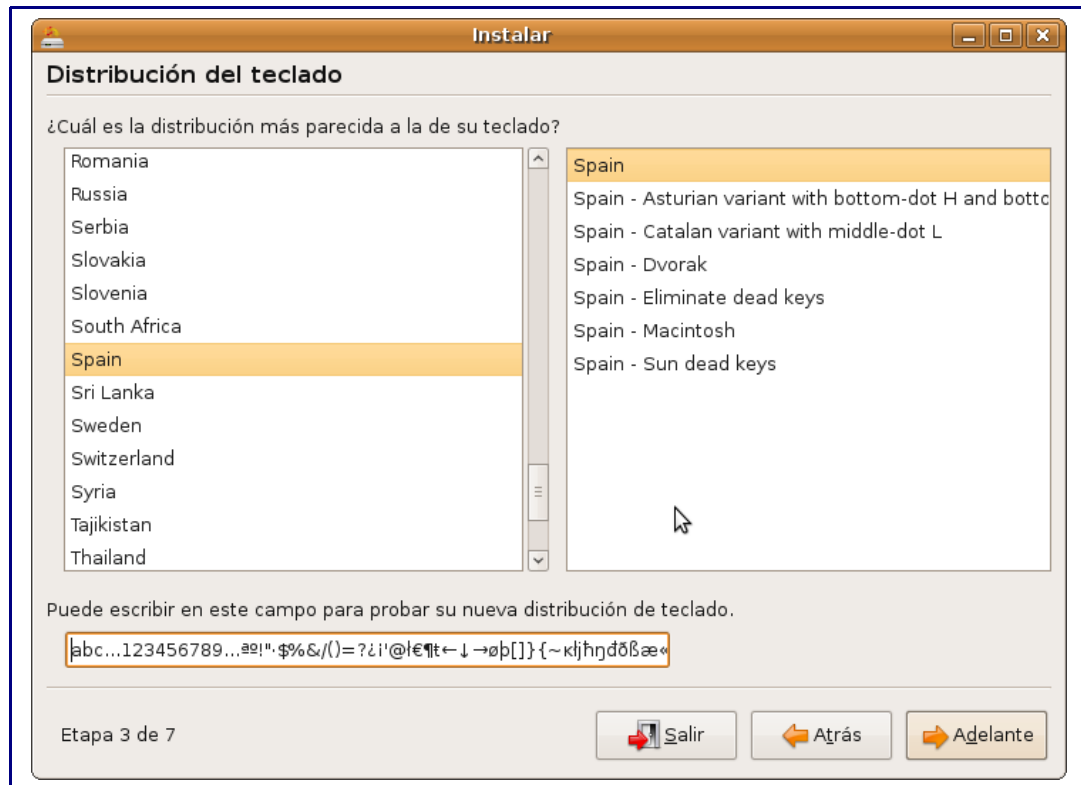 Instalar
Distribución del teclado
¿Cuál es la distribución más parecida a la de su teclado?
Romania
Russia
Serbia
Slovakia
Slovenia
South Africa
Spain
Sri Lanka
Sweden
Switzerland
Syria
Tajikistan
Thailand
Spain
Spain - Asturian variant with bottom-dot H and botto
Spain - Catalan variant with middle-dot L
Spain - Dvorak
Spain - Eliminate dead keys
Spain - Macintosh
Spain - Sun dead keys
Puede escribir en este campo para probar su nueva distribución de teclado.
abc...123456789...ªº!"·$%&/()=?¿¡'@ł€¶ŧ←↓→øþ[]}{~ĸłjħŋđðßæ«
Etapa 3 de 7
Salir
Atrás
Adelante